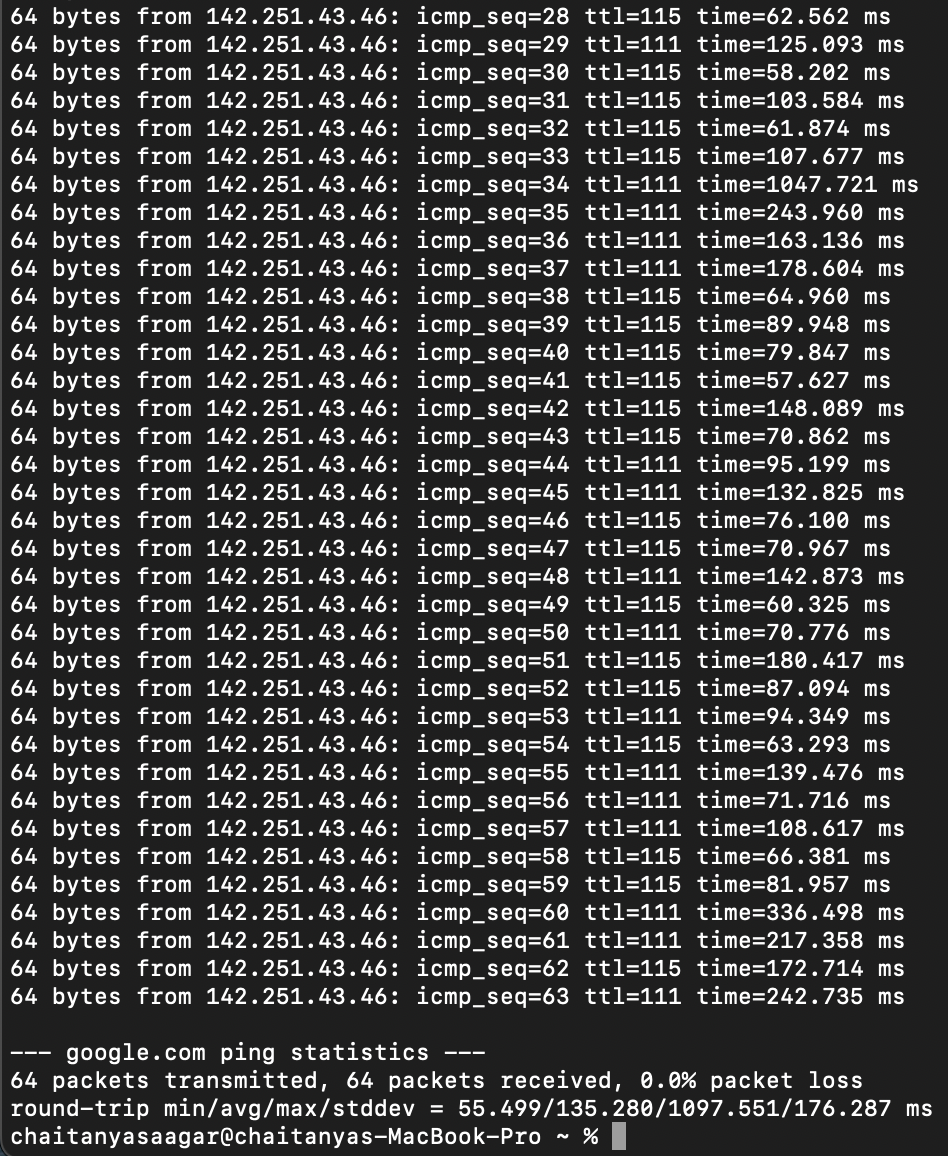 64 bytes from 142.251.43.46: icmp_seq=28 ttl=115 time=62.562 ms
64 bytes from 142.251.43.46: icmp_seq=29 ttl=111 time=125.093 ms
64 bytes from 142.251.43.46: icmp_seq=30 ttl=115 time=58.202 ms
64 bytes from 142.251.43.46: icmp_seq=31 ttl=115 time=103.584 ms
64 bytes from 142.251.43.46: icmp_seq=32 ttl=115 time=61.874 ms
64 bytes from 142.251.43.46: icmp_seq=33 ttl=115 time=107.677 ms
64 bytes from 142.251.43.46: icmp_seq=34 ttl=111 time=1047.721 ms
64 bytes from 142.251.43.46: icmp_seq=35 ttl=111 time=243.960 ms
64 bytes from 142.251.43.46: icmp_seq=36 ttl=111 time=163.136 ms
64 bytes from 142.251.43.46: icmp_seq=37 ttl=111 time=178.604 ms
64 bytes from 142.251.43.46: icmp_seq=38 ttl=115 time=64.960 ms
64 bytes from 142.251.43.46: icmp_seq=39 ttl=115 time=89.948 ms
64 bytes from 142.251.43.46: icmp_seq=40 ttl=115 time=79.847 ms
64 bytes from 142.251.43.46: icmp_seq=41 ttl=115 time=57.627 ms
64 bytes from 142.251.43.46: icmp_seq=42 ttl=115 time=148.089 ms
64 bytes from 142.251.43.46: icmp_seq=43 ttl=115 time=70.862 ms
64 bytes from 142.251.43.46: icmp_seq=44 ttl=111 time=95.199 ms
64 bytes from 142.251.43.46: icmp_seq=45 ttl=111 time=132.825 ms
64 bytes from 142.251.43.46: icmp_seq=46 ttl=115 time=76.100 ms
64 bytes from 142.251.43.46: icmp_seq=47 ttl=115 time=70.967 ms
64 bytes from 142.251.43.46: icmp_seq=48 ttl=111 time=142.873 ms
64 bytes from 142.251.43.46: icmp_seq=49 ttl=115 time=60.325 ms
64 bytes from 142.251.43.46: icmp_seq=50 ttl=111 time=70.776 ms
64 bytes from 142.251.43.46: icmp_seq=51 ttl=115 time=180.417 ms
64 bytes from 142.251.43.46: icmp_seq=52 ttl=115 time=87.094 ms
64 bytes from 142.251.43.46: icmp_seq=53 ttl=111 time=94.349 ms
64 bytes from 142.251.43.46: icmp_seq=54 ttl=115 time=63.293 ms
64 bytes from 142.251.43.46: icmp_seq=55 ttl=111 time=139.476 ms
64 bytes from 142.251.43.46: icmp_seq=56 ttl=111 time=71.716 ms
64 bytes from 142.251.43.46: icmp_seq=57 ttl=111 time=108.617 ms
64 bytes from 142.251.43.46: icmp_seq=58 ttl=115 time=66.381 ms
64 bytes from 142.251.43.46: icmp_seq=59 ttl=115 time=81.957 ms
64 bytes from 142.251.43.46: icmp_seq=60 ttl=111 time=336.498 ms
64 bytes from 142.251.43.46: icmp_seq=61 ttl=111 time=217.358 ms
64 bytes from 142.251.43.46: icmp_seq=62 ttl=115 time=172.714 ms
64 bytes from 142.251.43.46: icmp_seq=63 ttl=111 time=242.735 ms

--- google.com ping statistics ---
64 packets transmitted, 64 packets received, 0.0% packet loss
round-trip min/avg/max/stddev = 55.499/135.280/1097.551/176.287 ms
chaitanyasaagar@chaitanyas-MacBook-Pro ~ %